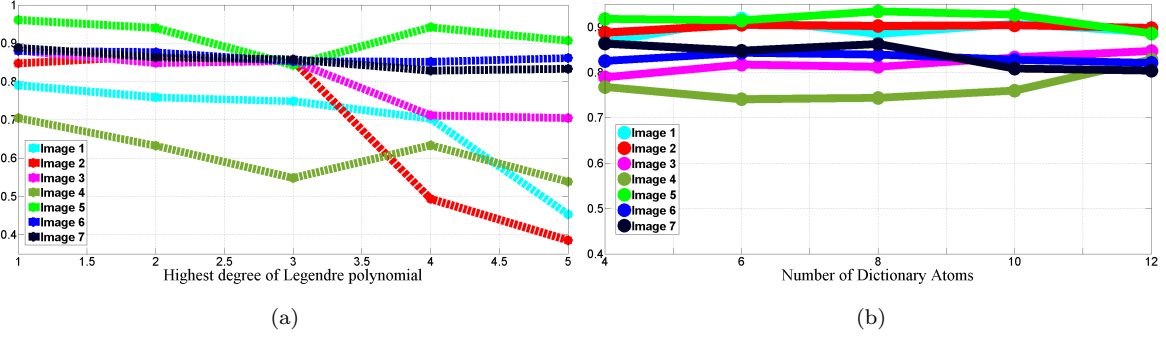 1
0.9
0.8
0.7
0.6
0.5
0.4
Image 1
Image 2
Image 3
Image 4
Image 5
Image 6
Image 7
1 1.5 2 2.5 3 3.5 4 4.5 5
Highest degree of Legendre polynomial
(a)
0.9
0.8
0.7
0.6
0.5
0.4
Image 1
Image 2
Image 3
Image 4
Image 5
Image 6
Image 7
4 6 8 10 12
Number of Dictionary Atoms
(b)